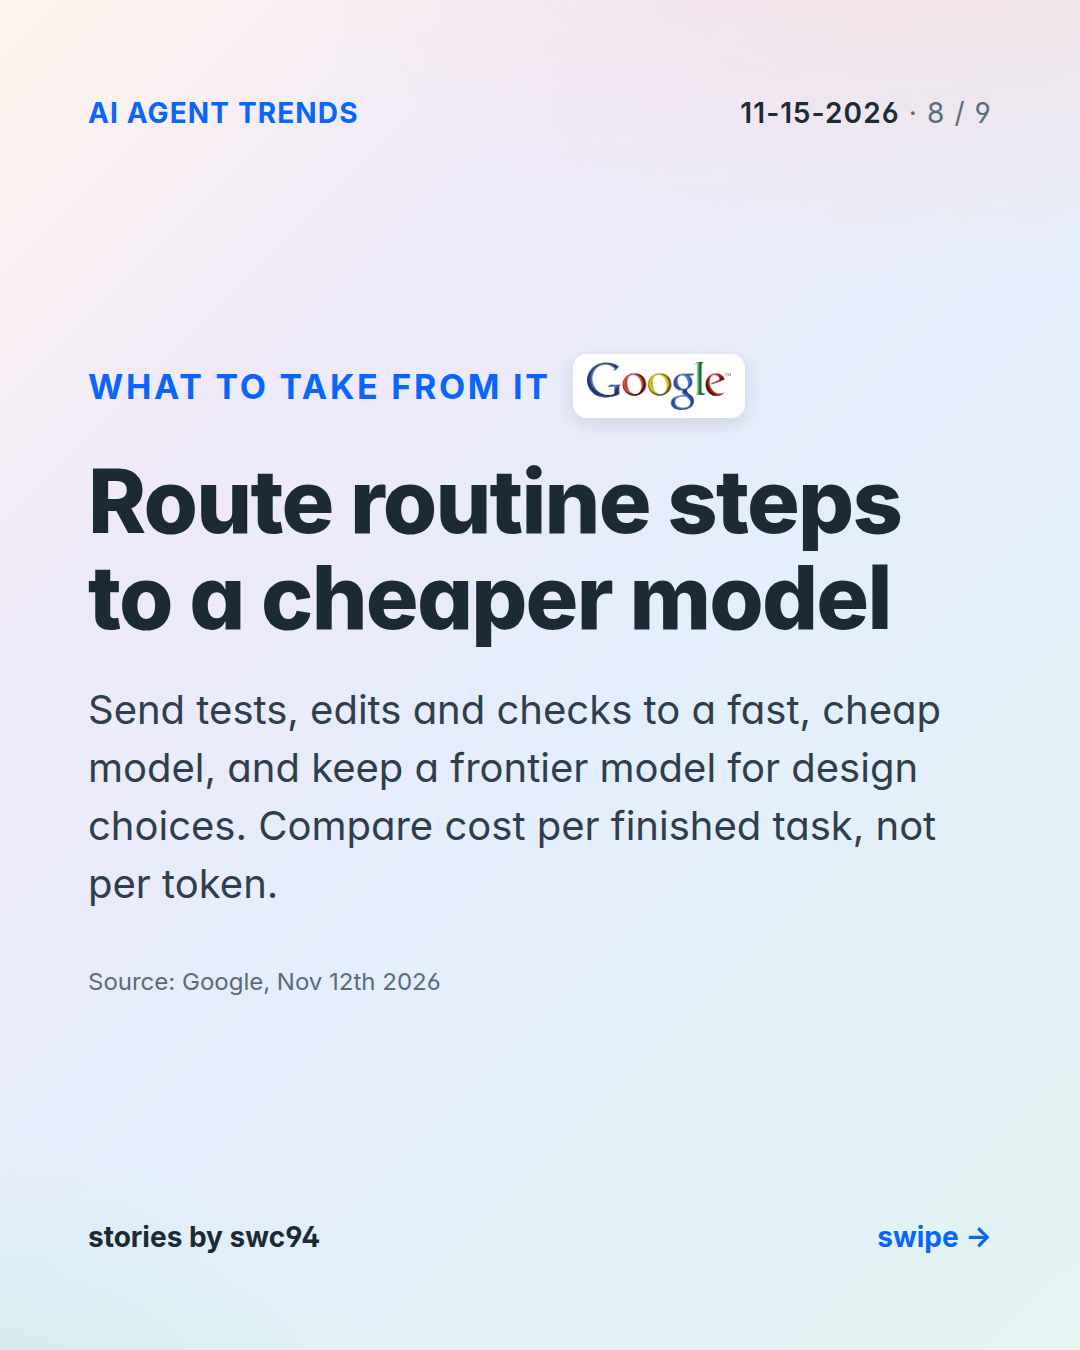 AI AGENT TRENDS
11-15-2026 · 8 / 9
WHAT TO TAKE FROM IT
Google™
Route routine steps
to a cheaper model
Send tests, edits and checks to a fast, cheap
model, and keep a frontier model for design
choices. Compare cost per finished task, not
per token.
Source: Google, Nov 12th 2026
stories by swc94
swipe →